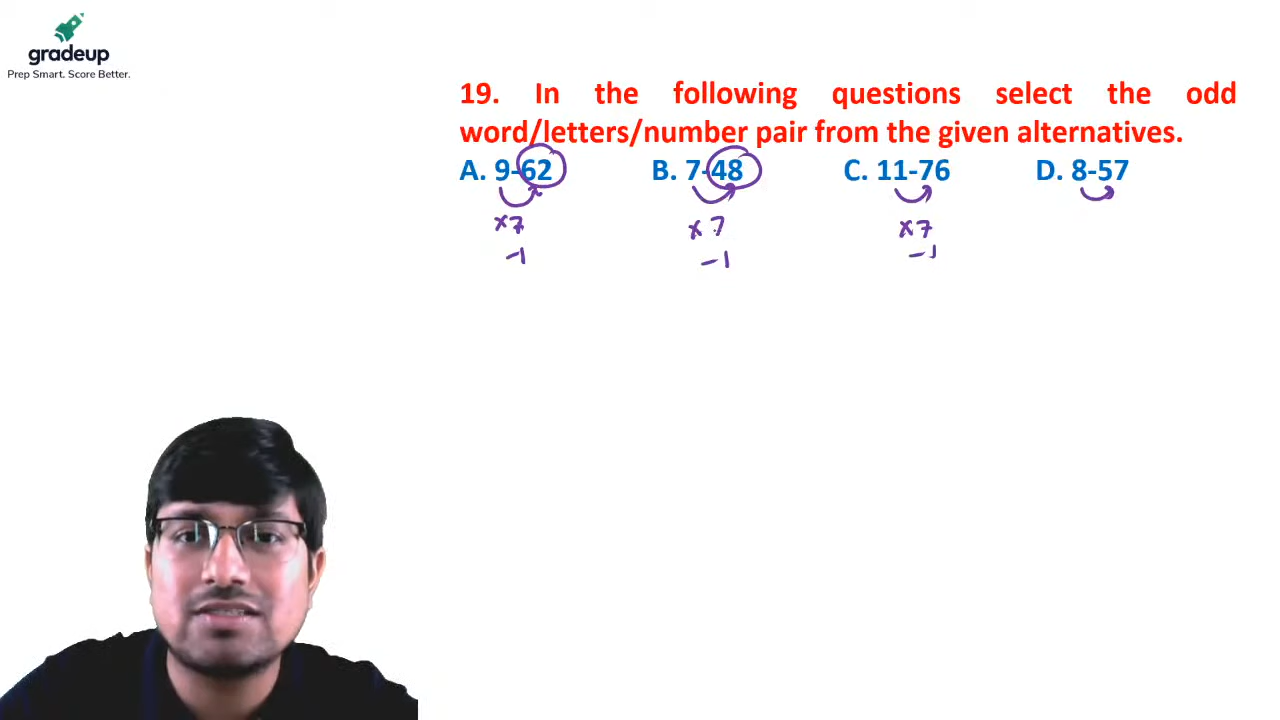 gradeup
Prep Smart. Score Better.
19. In the following questions select the odd
word/letters/number pair from the given alternatives.
A. 9-62 B. 7-48 C. 11-76 D. 8-57
×7 ×7 ×7
-1 -1 -1